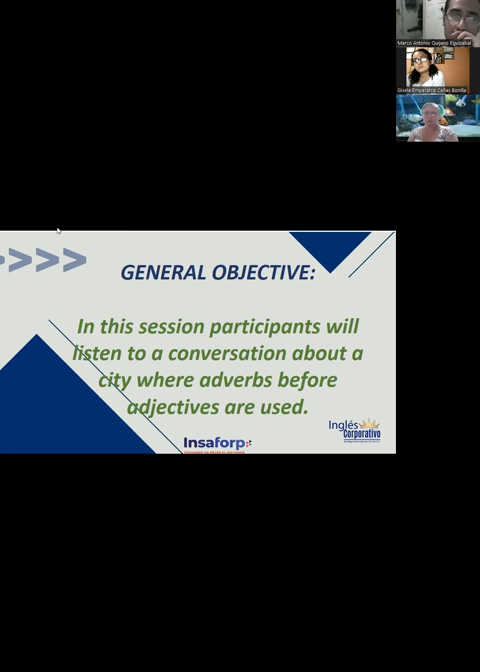 Marco Antonio Quijano Eguizabal
Gisela Emperatriz Cañas Bonilla
>>>>
GENERAL OBJECTIVE:
In this session participants will
listen to a conversation about a
city where adverbs before
adjectives are used.
Inglés
Corporativo
Insaforp